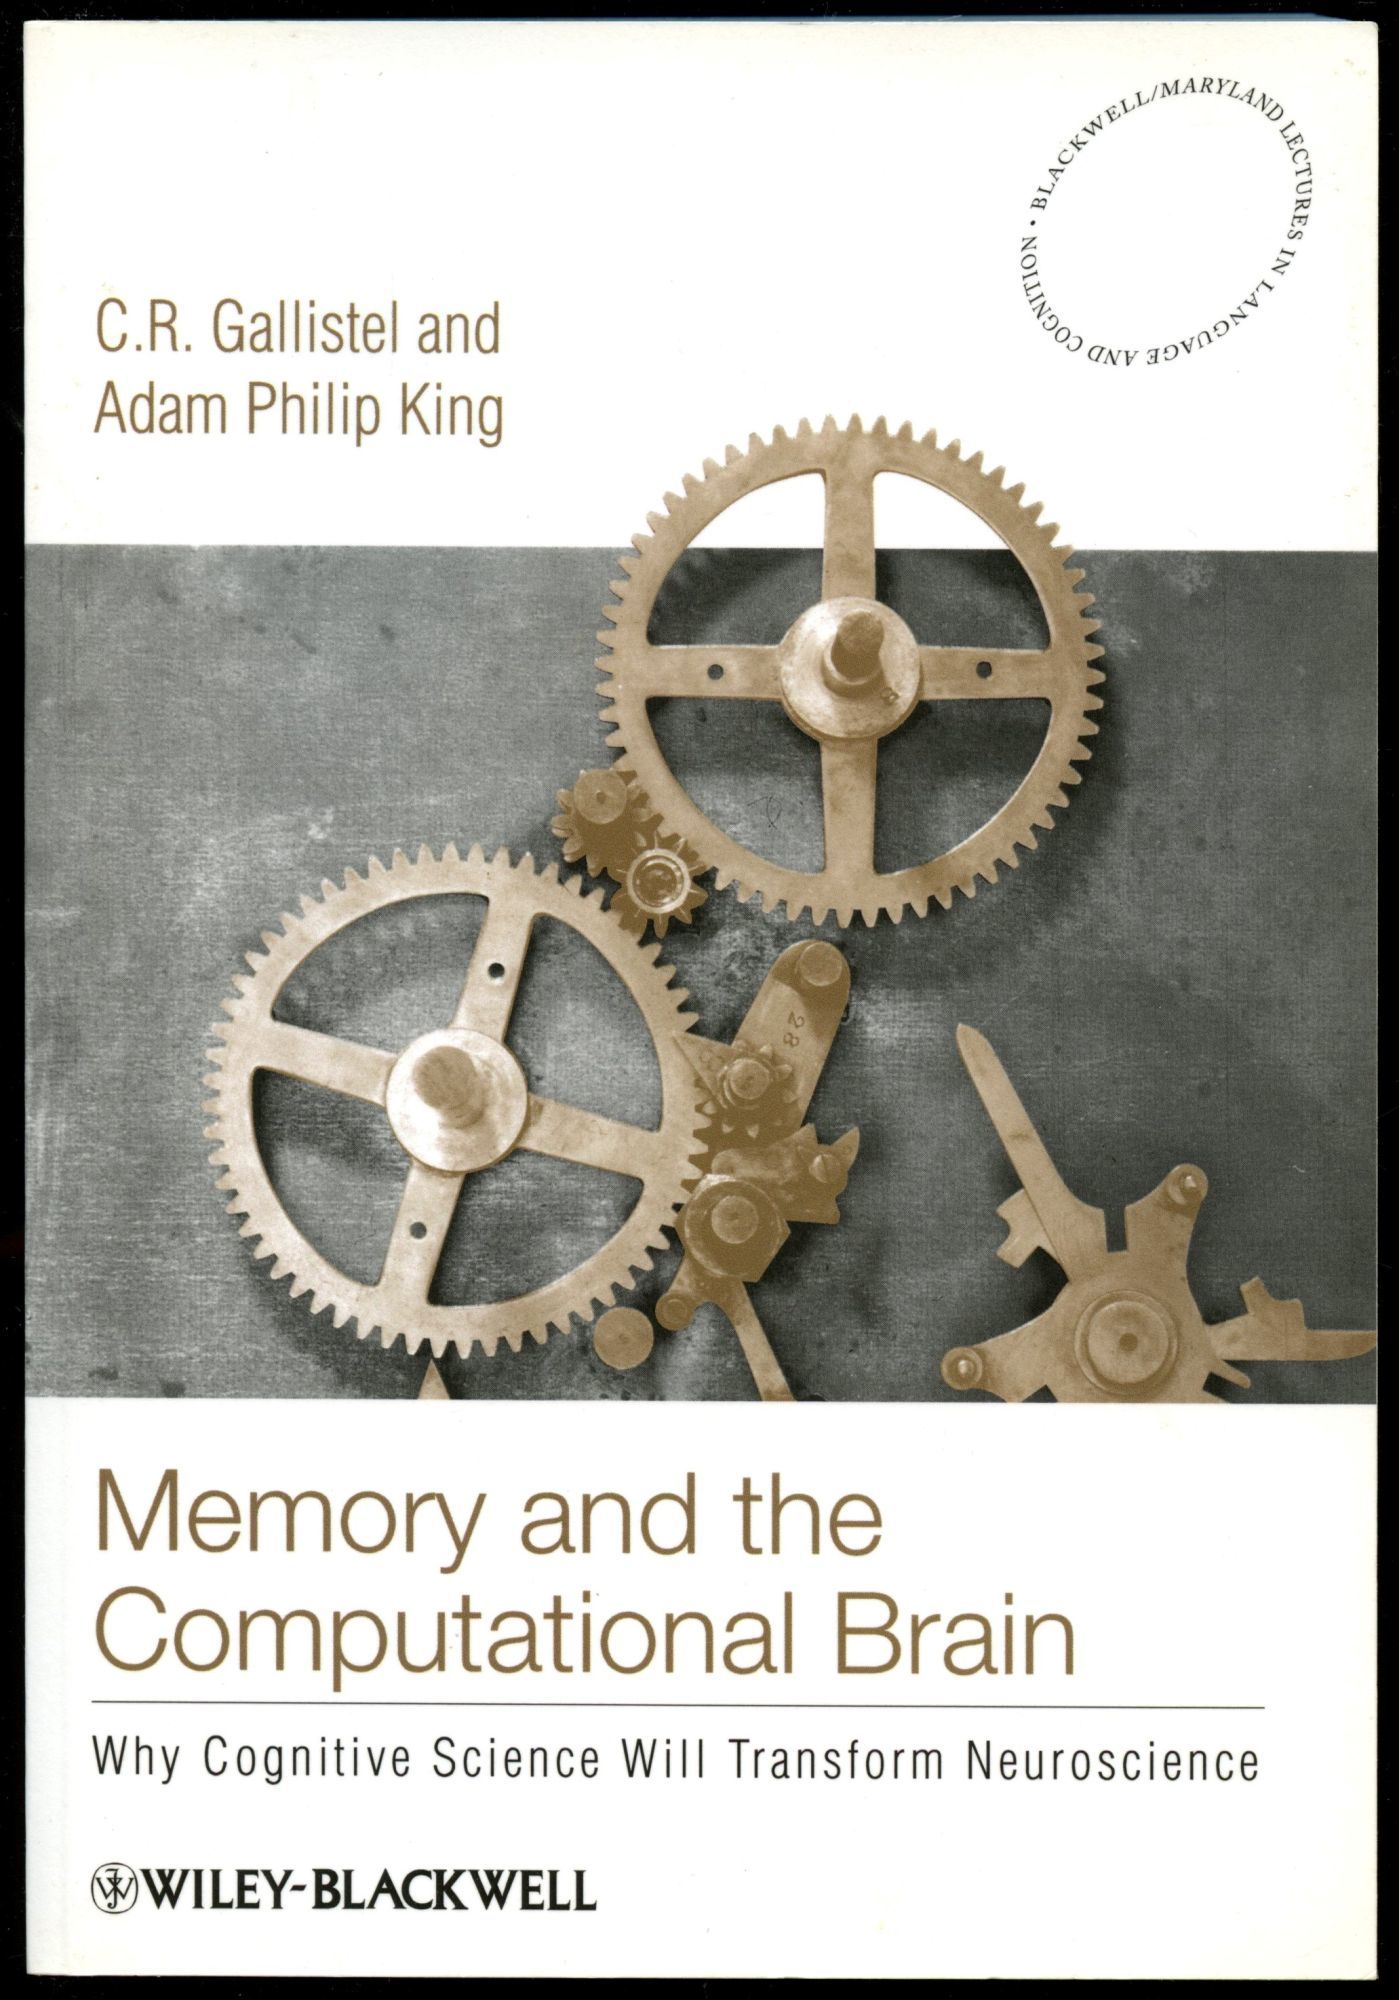 BLACKWELL/MARYLAND LECTURES IN LANGUAGE AND COGNITION •
C.R. Gallistel and
Adam Philip King
28
Memory and the
Computational Brain
Why Cognitive Science Will Transform Neuroscience
WILEY-BLACKWELL